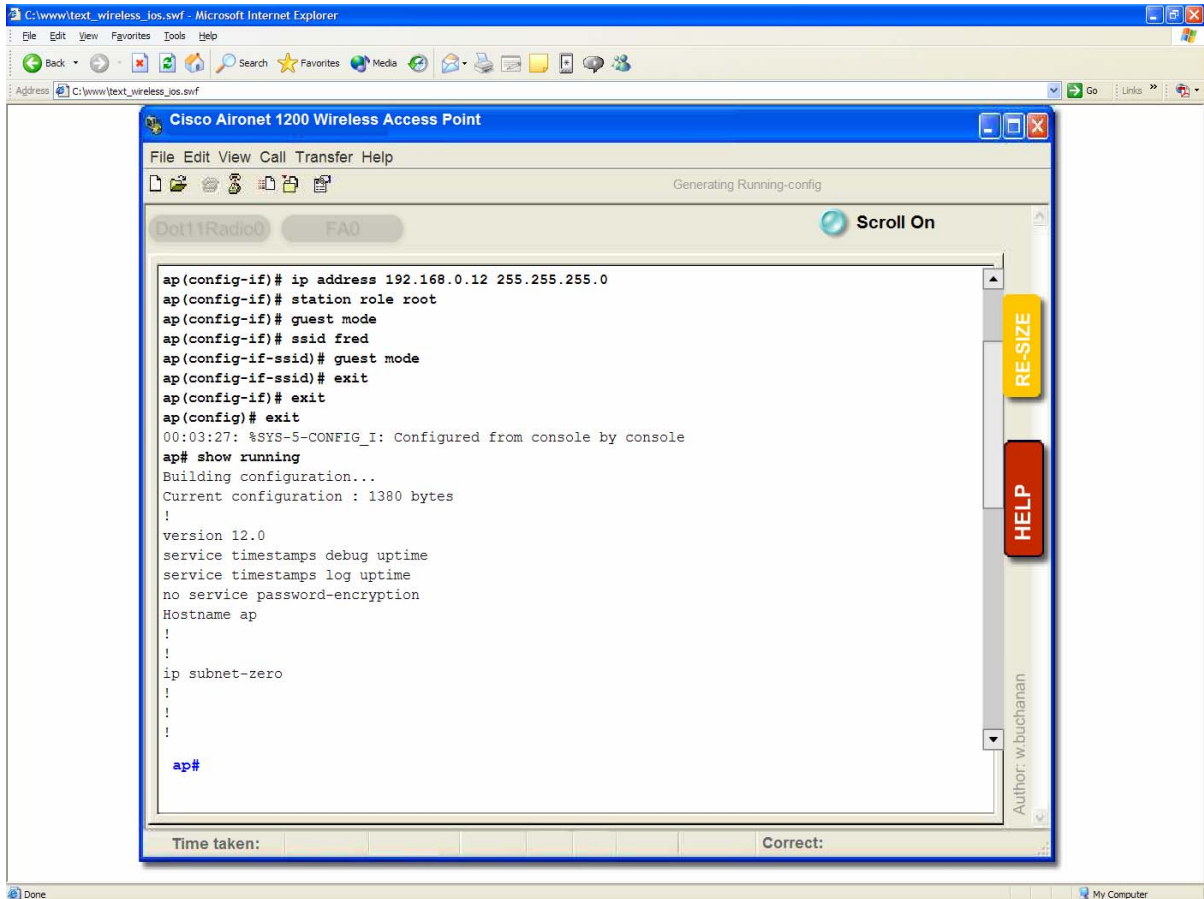 C:\www\text_wireless_ios.swf - Microsoft Internet Explorer
File Edit View Favorites Tools Help
Back Search Favorites Media
Address C:\www\text_wireless_ios.swf Go Links »
Cisco Aironet 1200 Wireless Access Point
File Edit View Call Transfer Help
Generating Running-config
Dot11Radio0 FA0 Scroll On
ap(config-if)# ip address 192.168.0.12 255.255.255.0
ap(config-if)# station role root
ap(config-if)# guest mode
ap(config-if)# ssid fred
ap(config-if-ssid)# guest mode
ap(config-if-ssid)# exit
ap(config-if)# exit
ap(config)# exit
00:03:27: %SYS-5-CONFIG_I: Configured from console by console
ap# show running
Building configuration...
Current configuration : 1380 bytes
!
version 12.0
service timestamps debug uptime
service timestamps log uptime
no service password-encryption
Hostname ap
!
!
ip subnet-zero
!
!
!
ap#
RE-SIZE
HELP
Author: w.buchanan
Time taken: Correct:
Done My Computer